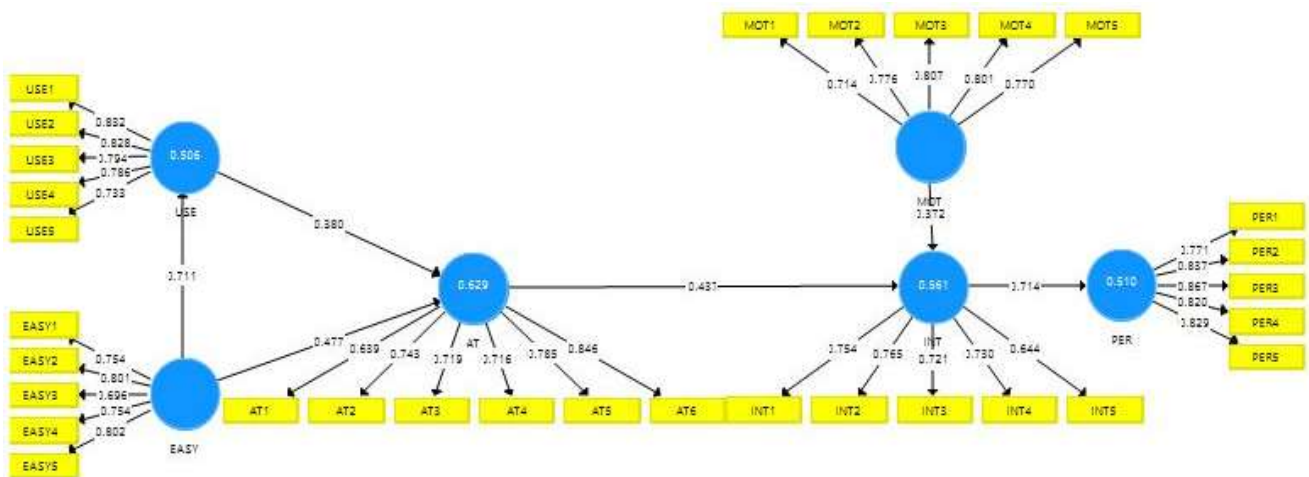 MOT1 MOT2 MOT3 MOT4 MOT5
0.714 0.776 0.807 0.801 0.770
MOT
0.372
USE1
USE2
USE3
USE4
USE5
0.832
0.828
0.794
0.786
0.733
0.506
USE
0.711
0.380
EASY1
EASY2
EASY3
EASY4
EASY5
0.754
0.801
0.696
0.754
0.802
EASY
0.477
0.629
AT
0.639 0.743 0.719 0.716 0.785 0.846
AT1 AT2 AT3 AT4 AT5 AT6
0.561
INT
0.754 0.765 0.721 0.730 0.644
INT1 INT2 INT3 INT4 INT5
0.714
0.510
PER
0.771
0.837
0.867
0.820
0.829
PER1
PER2
PER3
PER4
PER5